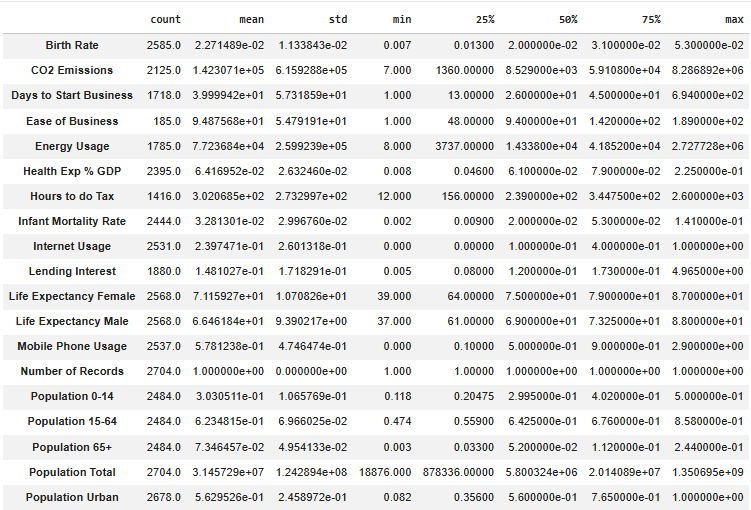 count mean std min 25% 50% 75% max
Birth Rate 2585.0 2.271489e-02 1.133843e-02 0.007 0.01300 2.000000e-02 3.100000e-02 5.300000e-02
CO2 Emissions 2125.0 1.423071e+05 6.159288e+05 7.000 1360.00000 8.529000e+03 5.910800e+04 8.286892e+06
Days to Start Business 1718.0 3.999942e+01 5.731859e+01 1.000 13.00000 2.600000e+01 4.500000e+01 6.940000e+02
Ease of Business 185.0 9.487568e+01 5.479191e+01 1.000 48.00000 9.400000e+01 1.420000e+02 1.890000e+02
Energy Usage 1785.0 7.723684e+04 2.599239e+05 8.000 3737.00000 1.433800e+04 4.185200e+04 2.727728e+06
Health Exp % GDP 2395.0 6.416952e-02 2.632460e-02 0.008 0.04600 6.100000e-02 7.900000e-02 2.250000e-01
Hours to do Tax 1416.0 3.020685e+02 2.732997e+02 12.000 156.00000 2.390000e+02 3.447500e+02 2.600000e+03
Infant Mortality Rate 2444.0 3.281301e-02 2.996760e-02 0.002 0.00900 2.000000e-02 5.300000e-02 1.410000e-01
Internet Usage 2531.0 2.397471e-01 2.601318e-01 0.000 0.00000 1.000000e-01 4.000000e-01 1.000000e+00
Lending Interest 1880.0 1.481027e-01 1.718291e-01 0.005 0.08000 1.200000e-01 1.730000e-01 4.965000e+00
Life Expectancy Female 2568.0 7.115927e+01 1.070826e+01 39.000 64.00000 7.500000e+01 7.900000e+01 8.700000e+01
Life Expectancy Male 2568.0 6.646184e+01 9.390217e+00 37.000 61.00000 6.900000e+01 7.325000e+01 8.800000e+01
Mobile Phone Usage 2537.0 5.781238e-01 4.746474e-01 0.000 0.10000 5.000000e-01 9.000000e-01 2.900000e+00
Number of Records 2704.0 1.000000e+00 0.000000e+00 1.000 1.00000 1.000000e+00 1.000000e+00 1.000000e+00
Population 0-14 2484.0 3.030511e-01 1.065769e-01 0.118 0.20475 2.995000e-01 4.020000e-01 5.000000e-01
Population 15-64 2484.0 6.234815e-01 6.966025e-02 0.474 0.55900 6.425000e-01 6.760000e-01 8.580000e-01
Population 65+ 2484.0 7.346457e-02 4.954133e-02 0.003 0.03300 5.200000e-02 1.120000e-01 2.440000e-01
Population Total 2704.0 3.145729e+07 1.242894e+08 18876.000 878336.00000 5.800324e+06 2.014089e+07 1.350695e+09
Population Urban 2678.0 5.629526e-01 2.458972e-01 0.082 0.35600 5.600000e-01 7.650000e-01 1.000000e+00